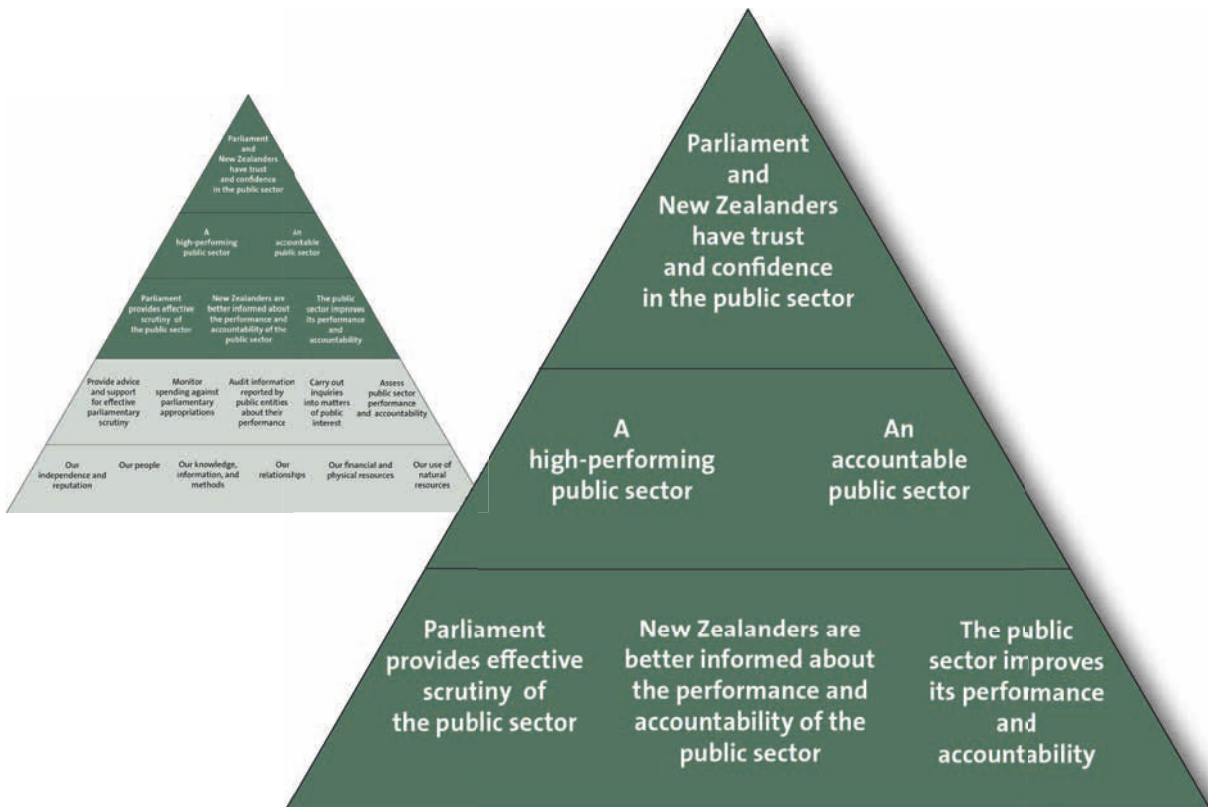 Parliament
and
New Zealanders
have trust
and confidence
in the public sector
A
high-performing
public sector
An
accountable
public sector
Parliament
provides effective
scrutiny of
the public sector
New Zealanders are
better informed about
the performance and
accountability of the
public sector
The public
sector improves
its performance
and
accountability
Provide advice
and support
for effective
parliamentary
scrutiny
Monitor
spending against
parliamentary
appropriations
Audit information
reported by
public entities
about their
performance
Carry out
inquiries
into matters
of public
interest
Assess
public sector
performance
and accountability
Our
independence and
reputation
Our people
Our knowledge,
information, and
methods
Our
relationships
Our financial and
physical resources
Our use of
natural
resources
Parliament
and
New Zealanders
have trust
and confidence
in the public sector
A
high-performing
public sector
An
accountable
public sector
Parliament
provides effective
scrutiny of
the public sector
New Zealanders are
better informed about
the performance and
accountability of the
public sector
The public
sector improves
its performance
and
accountability